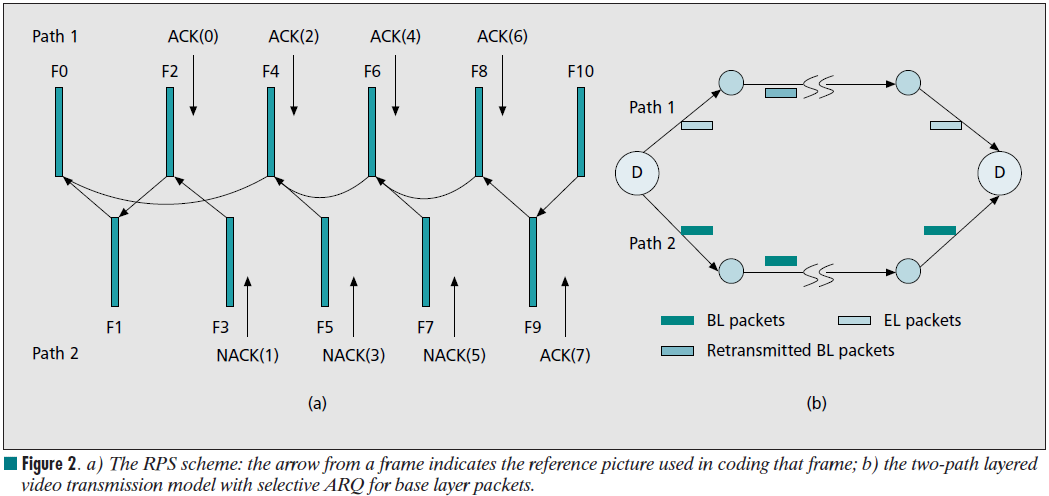 Path 1 ACK(0) ACK(2) ACK(4) ACK(6)
F0 F2 F4 F6 F8 F10
F1 F3 F5 F7 F9
Path 2 NACK(1) NACK(3) NACK(5) ACK(7)
(a)
Path 1
D D
Path 2
BL packets EL packets
Retransmitted BL packets
(b)
Figure 2. a) The RPS scheme: the arrow from a frame indicates the reference picture used in coding that frame; b) the two-path layered
video transmission model with selective ARQ for base layer packets.